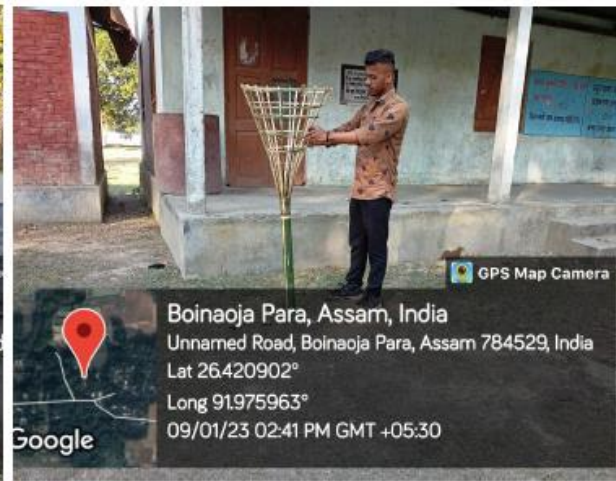 GPS Map Camera
Boinaoja Para, Assam, India
Unnamed Road, Boinaoja Para, Assam 784529, India
Lat 26.420902°
Long 91.975963°
09/01/23 02:41 PM GMT +05:30
Google